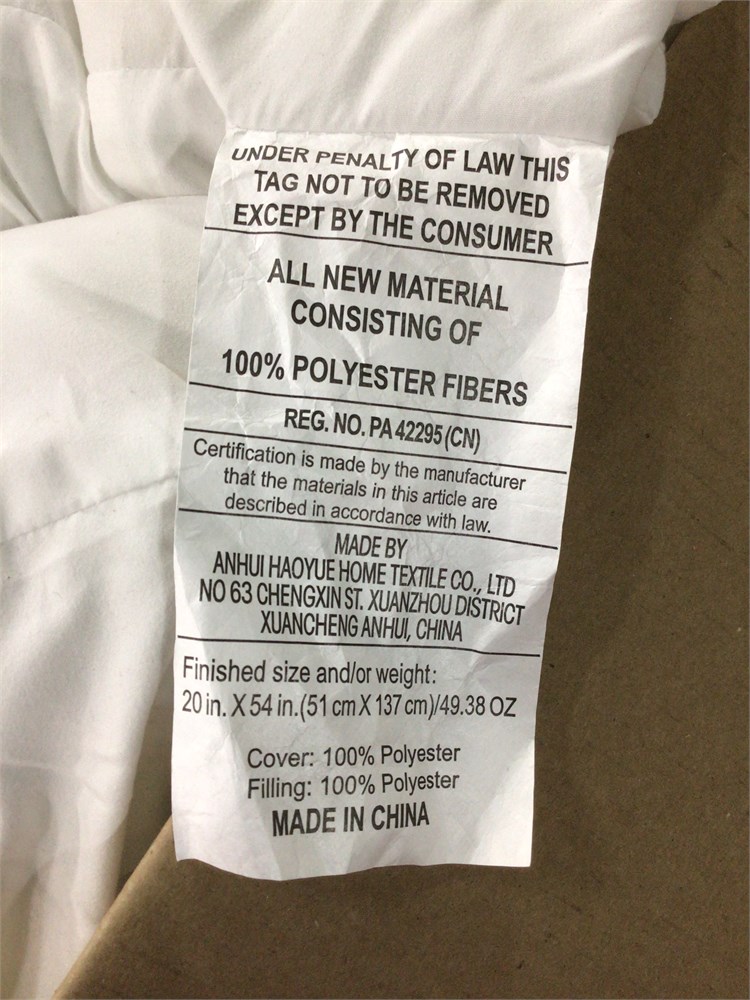 UNDER PENALTY OF LAW THIS
TAG NOT TO BE REMOVED
EXCEPT BY THE CONSUMER
ALL NEW MATERIAL
CONSISTING OF
100% POLYESTER FIBERS
REG. NO. PA 42295 (CN)
Certification is made by the manufacturer
that the materials in this article are
described in accordance with law.
MADE BY
ANHUI HAOYUE HOME TEXTILE CO., LTD
NO 63 CHENGXIN ST. XUANZHOU DISTRICT
XUANCHENG ANHUI, CHINA
Finished size and/or weight:
20 in. X 54 in.(51 cm X 137 cm)/49.38 OZ
Cover: 100% Polyester
Filling: 100% Polyester
MADE IN CHINA